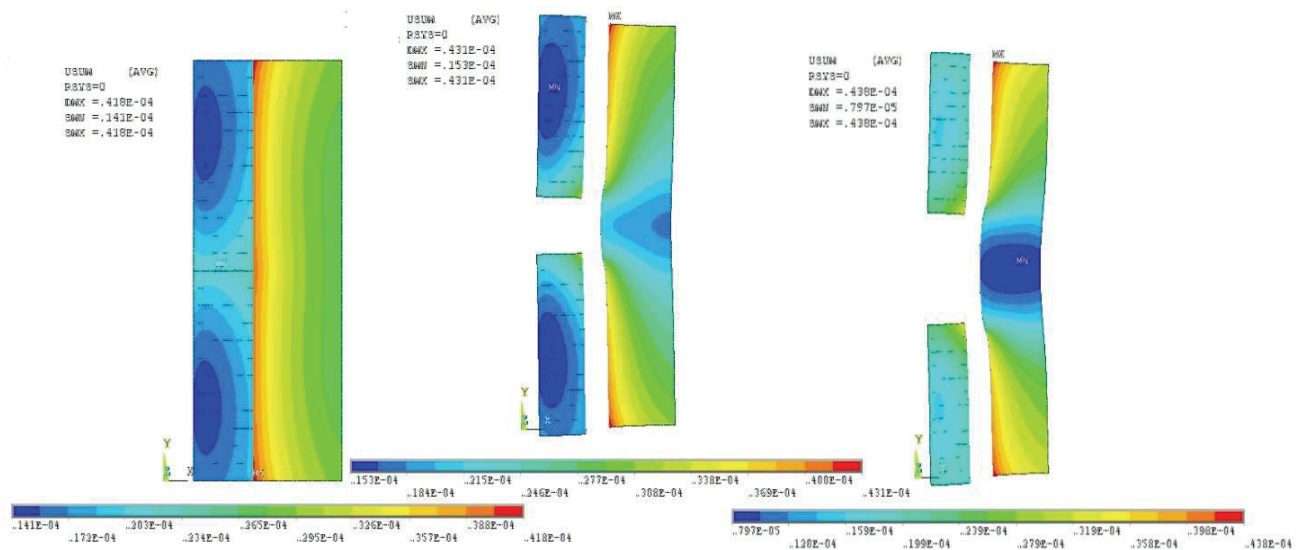 USUM (AVG)
RSYS=0
DMX =.418E-04
SMN =.141E-04
SMX =.418E-04
USUM (AVG)
RSYS=0
DMX =.431E-04
SMN =.153E-04
SMX =.431E-04
USUM (AVG)
RSYS=0
DMX =.438E-04
SMN =.797E-05
SMX =.438E-04
MX
MN
MX
MN
Y
X
Y
Y
.153E-04 .215E-04 .277E-04 .338E-04 .400E-04
.184E-04 .246E-04 .308E-04 .369E-04 .431E-04
.141E-04 .203E-04 .265E-04 .326E-04 .388E-04
.172E-04 .234E-04 .295E-04 .357E-04 .418E-04
.797E-05 .159E-04 .239E-04 .319E-04 .398E-04
.120E-04 .199E-04 .279E-04 .358E-04 .438E-04